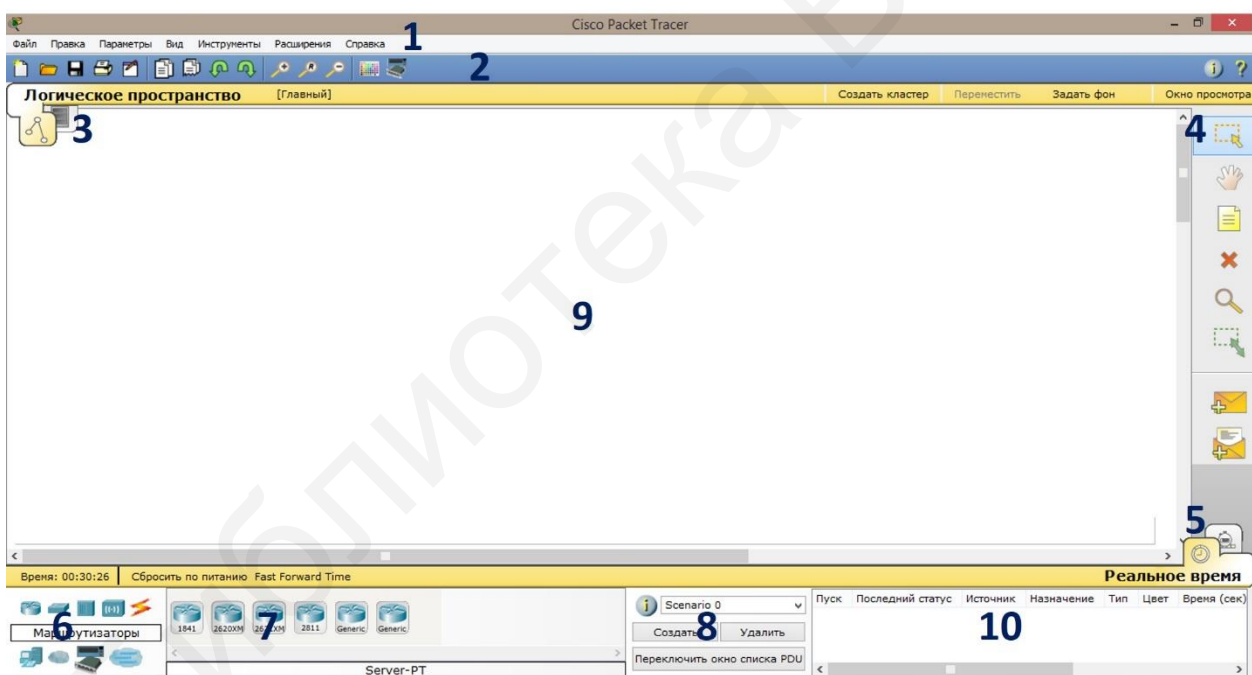 Cisco Packet Tracer
Файл Правка Параметры Вид Инструменты Расширения Справка 1
2
Логическое пространство [Главный] Создать кластер Переместить Задать фон Окно просмотра
3
4
9
5
Время: 00:30:26 Сбросить по питанию Fast Forward Time Реальное время
6
Маршрутизаторы
1841 2620XM 2811 Generic Generic
7
Server-PT
Scenario 0
8
Создать Удалить
Переключить окно списка PDU
Пуск Последний статус Источник Назначение Тип Цвет Время (сек)
10